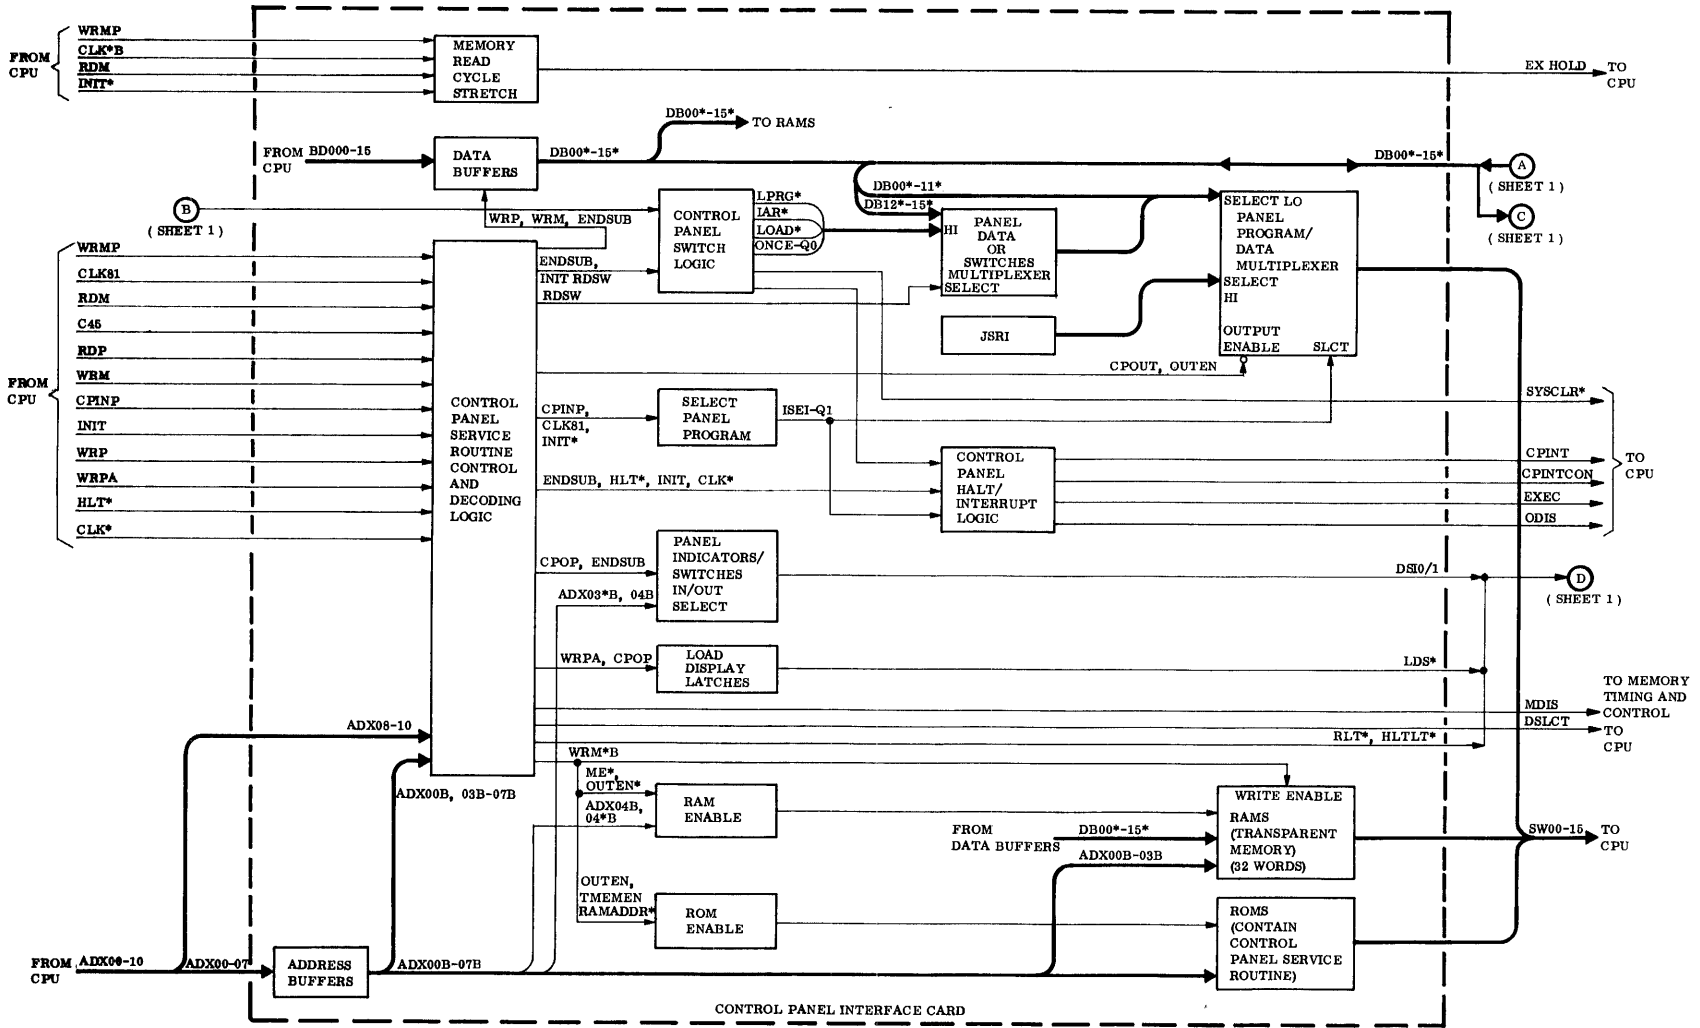 WRMP
CLK*B
RDM
INIT*
FROM
CPU
MEMORY
READ
CYCLE
STRETCH
EX HOLD
TO
CPU
DB00*-15*
TO RAMS
FROM
CPU
BD000-15
DATA
BUFFERS
DB00*-15*
DB00*-15*
A
( SHEET 1 )
C
( SHEET 1 )
B
( SHEET 1 )
WRP, WRM, ENDSUB
CONTROL
PANEL
SWITCH
LOGIC
LPRG*
IAR*
LOAD*
ONCE-Q0
DB00*-11*
DB12*-15*
HI
PANEL
DATA
OR
SWITCHES
MULTIPLEXER
SELECT
SELECT LO
PANEL
PROGRAM/
DATA
MULTIPLEXER
SELECT
HI
OUTPUT
ENABLE
SLCT
JSRI
CPOUT, OUTEN
FROM
CPU
WRMP
CLK81
RDM
C45
RDP
WRM
CPINP
INIT
WRP
WRPA
HLT*
CLK*
CONTROL
PANEL
SERVICE
ROUTINE
CONTROL
AND
DECODING
LOGIC
ENDSUB,
INIT RDSW
RDSW
CPINP,
CLK81,
INIT*
SELECT
PANEL
PROGRAM
ISEI-Q1
ENDSUB, HLT*, INIT, CLK*
CONTROL
PANEL
HALT/
INTERRUPT
LOGIC
SYSCLR*
CPINT
CPINTCON
EXEC
ODIS
TO
CPU
CPOP, ENDSUB
ADX03*B, 04B
PANEL
INDICATORS/
SWITCHES
IN/OUT
SELECT
DSI0/1
D
( SHEET 1 )
WRPA, CPOP
LOAD
DISPLAY
LATCHES
LDS*
MDIS
TO MEMORY
TIMING AND
CONTROL
DSLCT
TO
CPU
RLT*, HLTLT*
ADX08-10
ADX00B, 03B-07B
WRM*B
ME*,
OUTEN*
ADX04B,
04*B
RAM
ENABLE
WRITE ENABLE
RAMS
(TRANSPARENT
MEMORY)
(32 WORDS)
FROM
DATA BUFFERS
DB00*-15*
ADX00B-03B
SW00-15
TO
CPU
OUTEN,
TMEMEN
RAMADDR*
ROM
ENABLE
ROMS
(CONTAIN
CONTROL
PANEL SERVICE
ROUTINE)
FROM
CPU
ADX00-10
ADX00-07
ADDRESS
BUFFERS
ADX00B-07B
CONTROL PANEL INTERFACE CARD